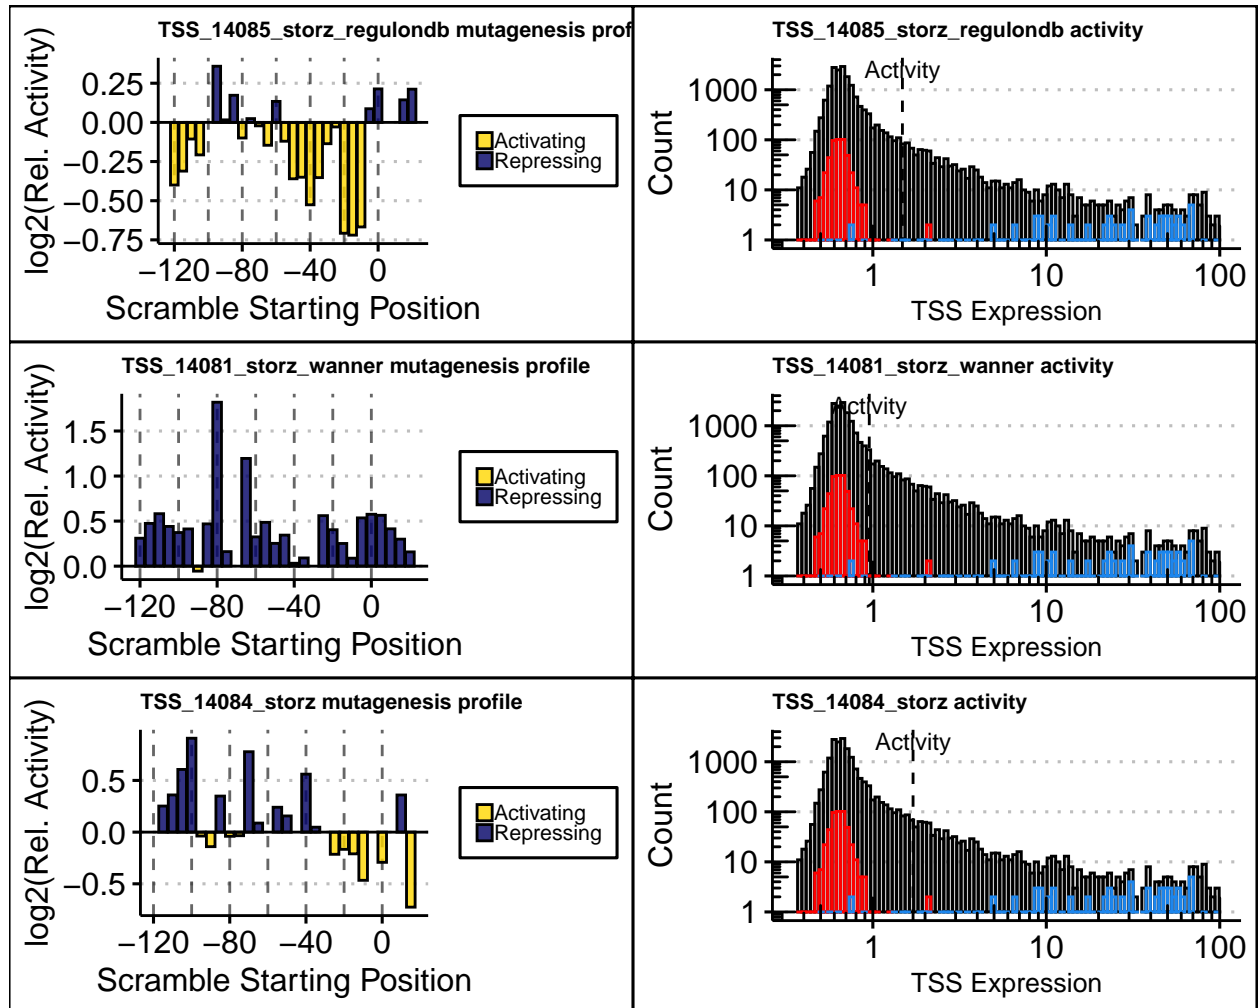 TSS_14085_storz_regulondb mutagenesis prof
log2(Rel. Activity)
0.25
0.00
−0.25
−0.50
−0.75
−120 −80 −40 0
Scramble Starting Position
Activating
Repressing
TSS_14085_storz_regulondb activity
Activity
Count
1000
100
10
1
1 10 100
TSS Expression
TSS_14081_storz_wanner mutagenesis profile
log2(Rel. Activity)
1.5
1.0
0.5
0.0
−120 −80 −40 0
Scramble Starting Position
Activating
Repressing
TSS_14081_storz_wanner activity
Activity
Count
1000
100
10
1
1 10 100
TSS Expression
TSS_14084_storz mutagenesis profile
log2(Rel. Activity)
0.5
0.0
−0.5
−120 −80 −40 0
Scramble Starting Position
Activating
Repressing
TSS_14084_storz activity
Activity
Count
1000
100
10
1
1 10 100
TSS Expression